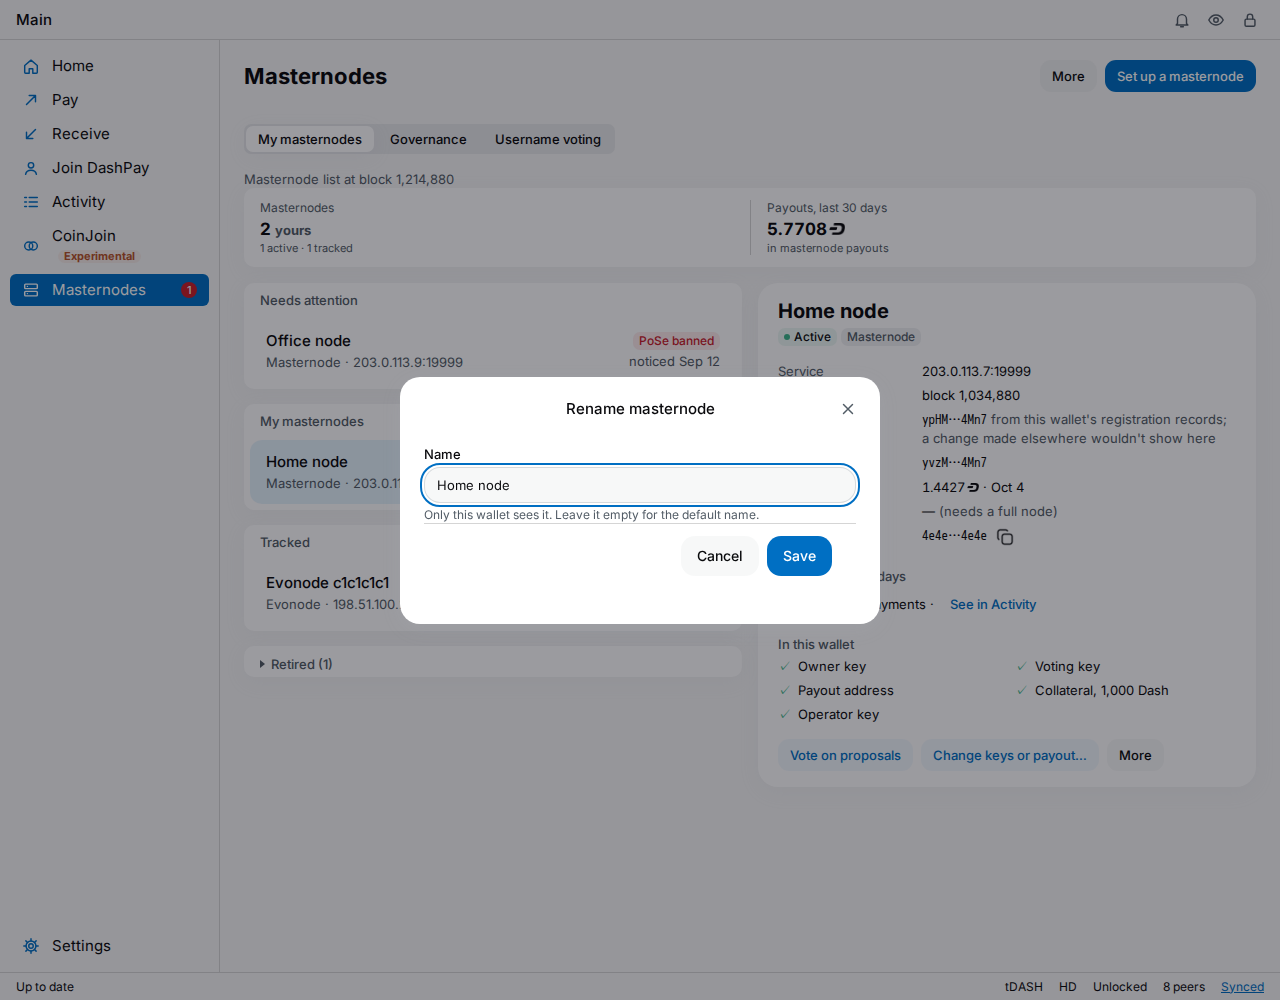 Main
Home
Pay
Receive
Join DashPay
Activity
CoinJoin
Experimental
Masternodes 1
Settings
Masternodes
More
Set up a masternode
My masternodes
Governance
Username voting
Masternode list at block 1,214,880
Masternodes
2 yours
1 active · 1 tracked
Payouts, last 30 days
5.7708
in masternode payouts
Needs attention
Office node
PoSe banned
Masternode · 203.0.113.9:19999
noticed Sep 12
My masternodes
Home node
Masternode · 203.0.11
Tracked
Evonode c1c1c1c1
Evonode · 198.51.100.
Retired (1)
Home node
Active
Masternode
Service
203.0.113.7:19999
block 1,034,880
ypHM···4Mn7 from this wallet's registration records;
a change made elsewhere wouldn't show here
yvzM···4Mn7
1.4427 · Oct 4
— (needs a full node)
4e4e···4e4e
days
yments ·
See in Activity
In this wallet
✓ Owner key
✓ Voting key
✓ Payout address
✓ Collateral, 1,000 Dash
✓ Operator key
Vote on proposals
Change keys or payout...
More
Rename masternode
Name
Home node
Only this wallet sees it. Leave it empty for the default name.
Cancel
Save
Up to date
tDASH
HD
Unlocked
8 peers
Synced